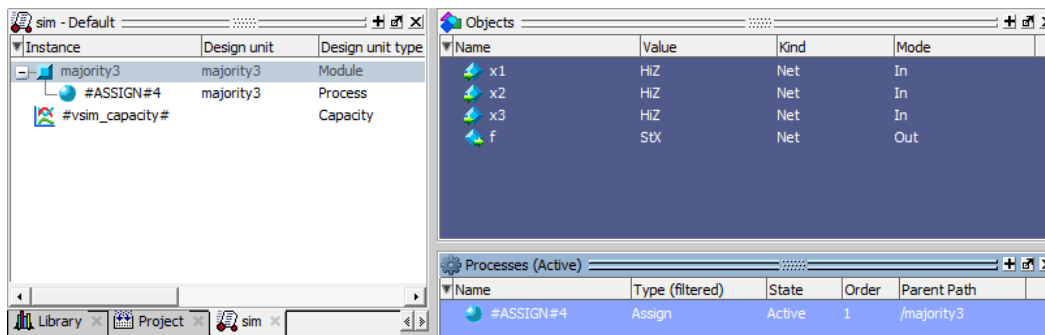 sim - Default
Instance Design unit Design unit type
majority3 majority3 Module
#ASSIGN#4 majority3 Process
#vsim_capacity# Capacity
Library Project sim
Objects
Name Value Kind Mode
x1 HiZ Net In
x2 HiZ Net In
x3 HiZ Net In
f StX Net Out
Processes (Active)
Name Type (filtered) State Order Parent Path
#ASSIGN#4 Assign Active 1 /majority3